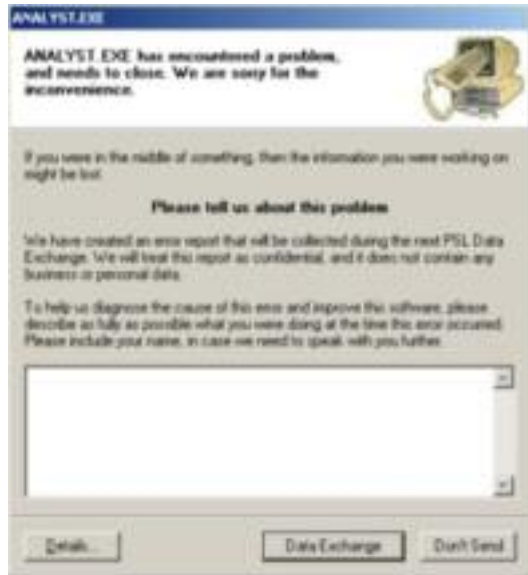 ANALYST.EXE
ANALYST.EXE has encountered a problem,
and needs to close. We are sorry for the
inconvenience.
If you were in the middle of something, then the information you were working on
might be lost.
Please tell us about this problem
We have created an error report that will be collected during the next PSL Data
Exchange. We will treat this report as confidential, and it does not contain any
business or personal data.
To help us diagnose the cause of this error and improve this software, please
describe as fully as possible what you were doing at the time this error occurred.
Please include your name, in case we need to speak with you further.
Details...
Data Exchange
Don't Send